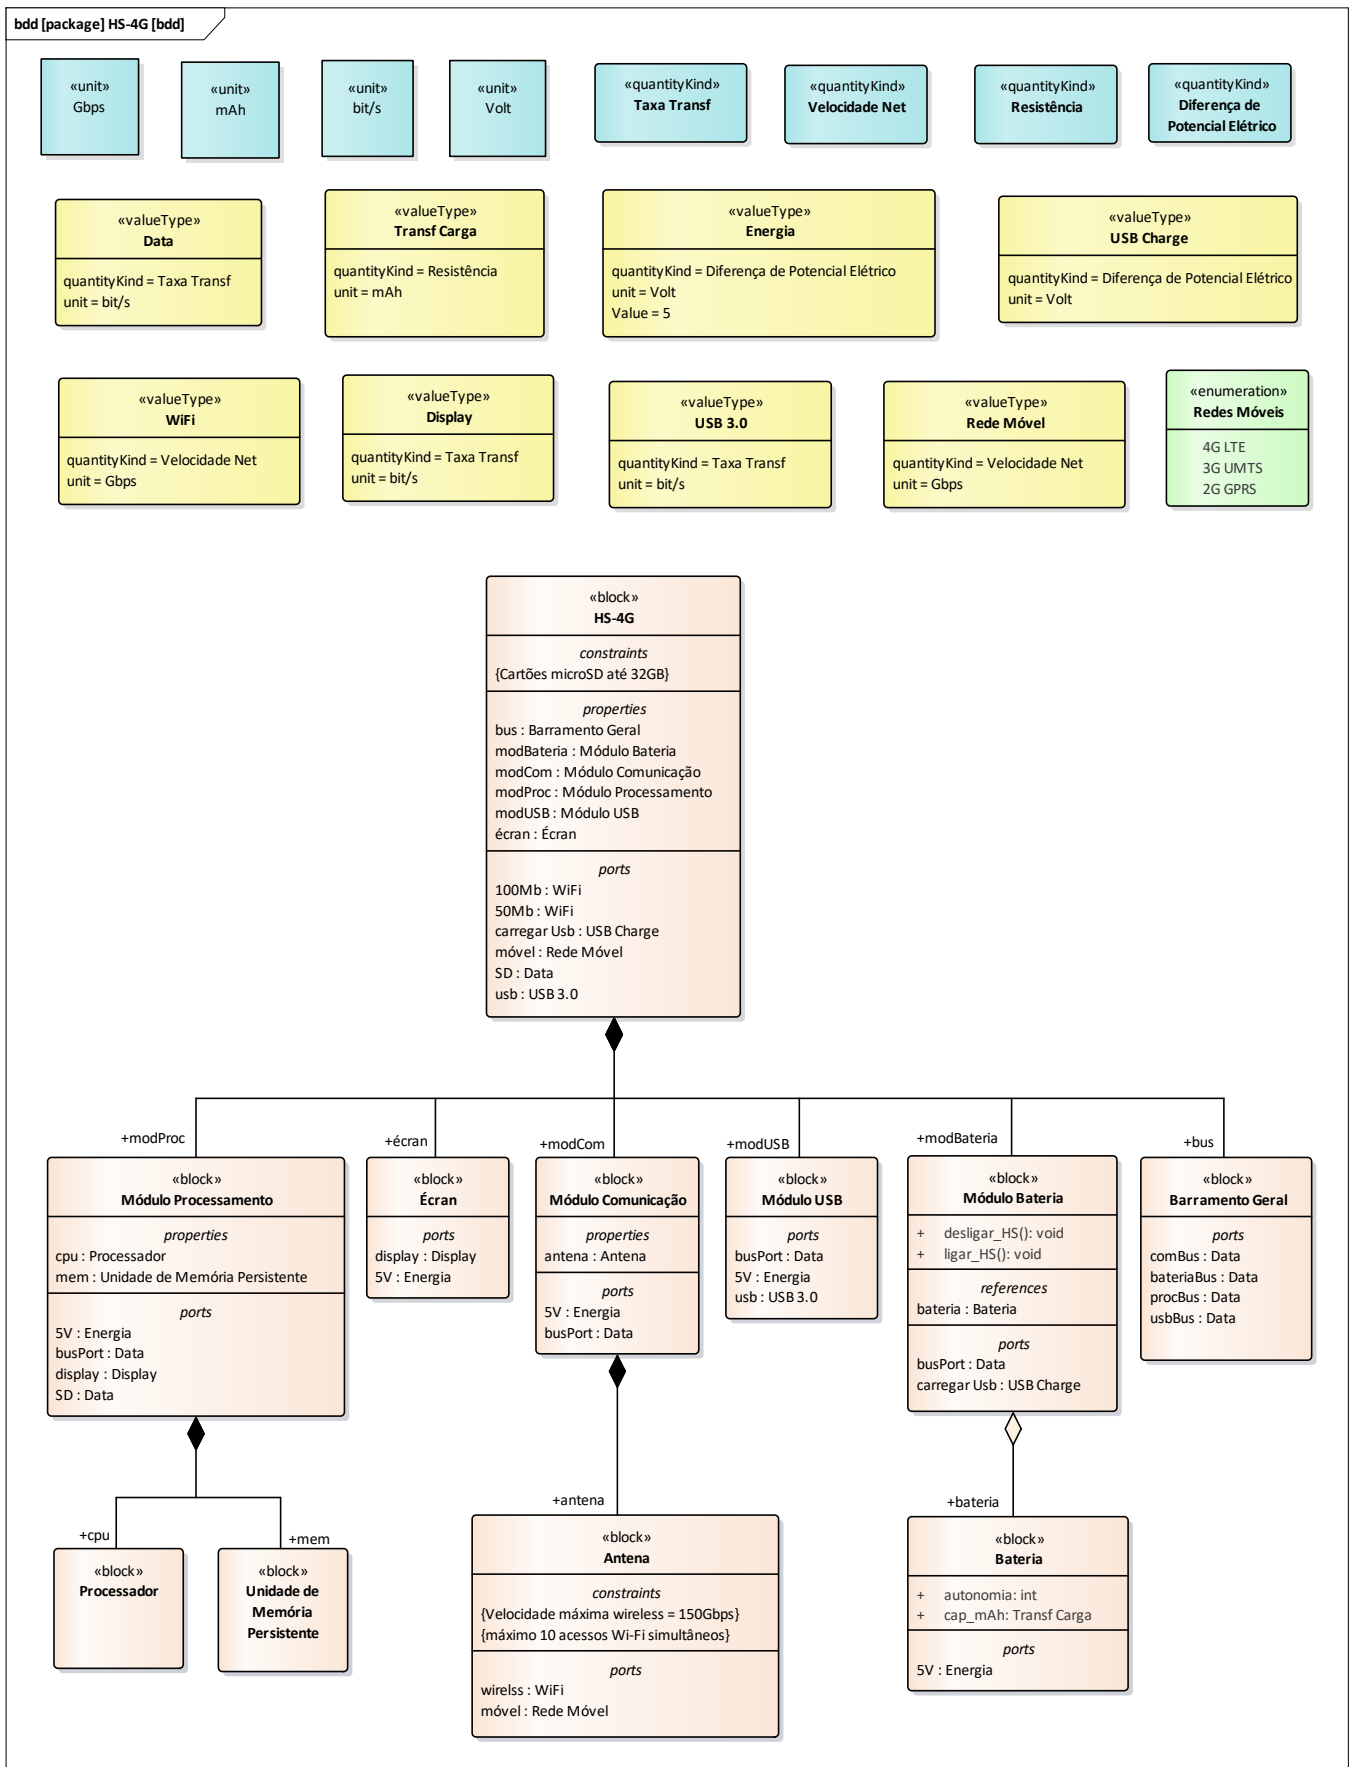 bdd [package] HS-4G [bdd]
«unit»
Gbps
«unit»
mAh
«unit»
bit/s
«unit»
Volt
«quantityKind»
Taxa Transf
«quantityKind»
Velocidade Net
«quantityKind»
Resistência
«quantityKind»
Diferença de
Potencial Elétrico
«valueType»
Data
quantityKind = Taxa Transf
unit = bit/s
«valueType»
Transf Carga
quantityKind = Resistência
unit = mAh
«valueType»
Energia
quantityKind = Diferença de Potencial Elétrico
unit = Volt
Value = 5
«valueType»
USB Charge
quantityKind = Diferença de Potencial Elétrico
unit = Volt
«valueType»
WiFi
quantityKind = Velocidade Net
unit = Gbps
«valueType»
Display
quantityKind = Taxa Transf
unit = bit/s
«valueType»
USB 3.0
quantityKind = Taxa Transf
unit = bit/s
«valueType»
Rede Móvel
quantityKind = Velocidade Net
unit = Gbps
«enumeration»
Redes Móveis
4G LTE
3G UMTS
2G GPRS
«block»
HS-4G
constraints
{Cartões microSD até 32GB}
properties
bus : Barramento Geral
modBateria : Módulo Bateria
modCom : Módulo Comunicação
modProc : Módulo Processamento
modUSB : Módulo USB
écran : Écran
ports
100Mb : WiFi
50Mb : WiFi
carregar Usb : USB Charge
móvel : Rede Móvel
SD : Data
usb : USB 3.0
+modProc
+écran
+modCom
+modUSB
+modBateria
+bus
«block»
Módulo Processamento
properties
cpu : Processador
mem : Unidade de Memória Persistente
ports
5V : Energia
busPort : Data
display : Display
SD : Data
«block»
Écran
ports
display : Display
5V : Energia
«block»
Módulo Comunicação
properties
antena : Antena
ports
5V : Energia
busPort : Data
«block»
Módulo USB
ports
busPort : Data
5V : Energia
usb : USB 3.0
«block»
Módulo Bateria
+ desligar_HS(): void
+ ligar_HS(): void
references
bateria : Bateria
ports
busPort : Data
carregar Usb : USB Charge
«block»
Barramento Geral
ports
comBus : Data
bateriaBus : Data
procBus : Data
usbBus : Data
+cpu
+mem
+antena
+bateria
«block»
Processador
«block»
Unidade de
Memória
Persistente
«block»
Antena
constraints
{Velocidade máxima wireless = 150Gbps}
{máximo 10 acessos Wi-Fi simultâneos}
ports
wirelss : WiFi
móvel : Rede Móvel
«block»
Bateria
+ autonomia: int
+ cap_mAh: Transf Carga
ports
5V : Energia